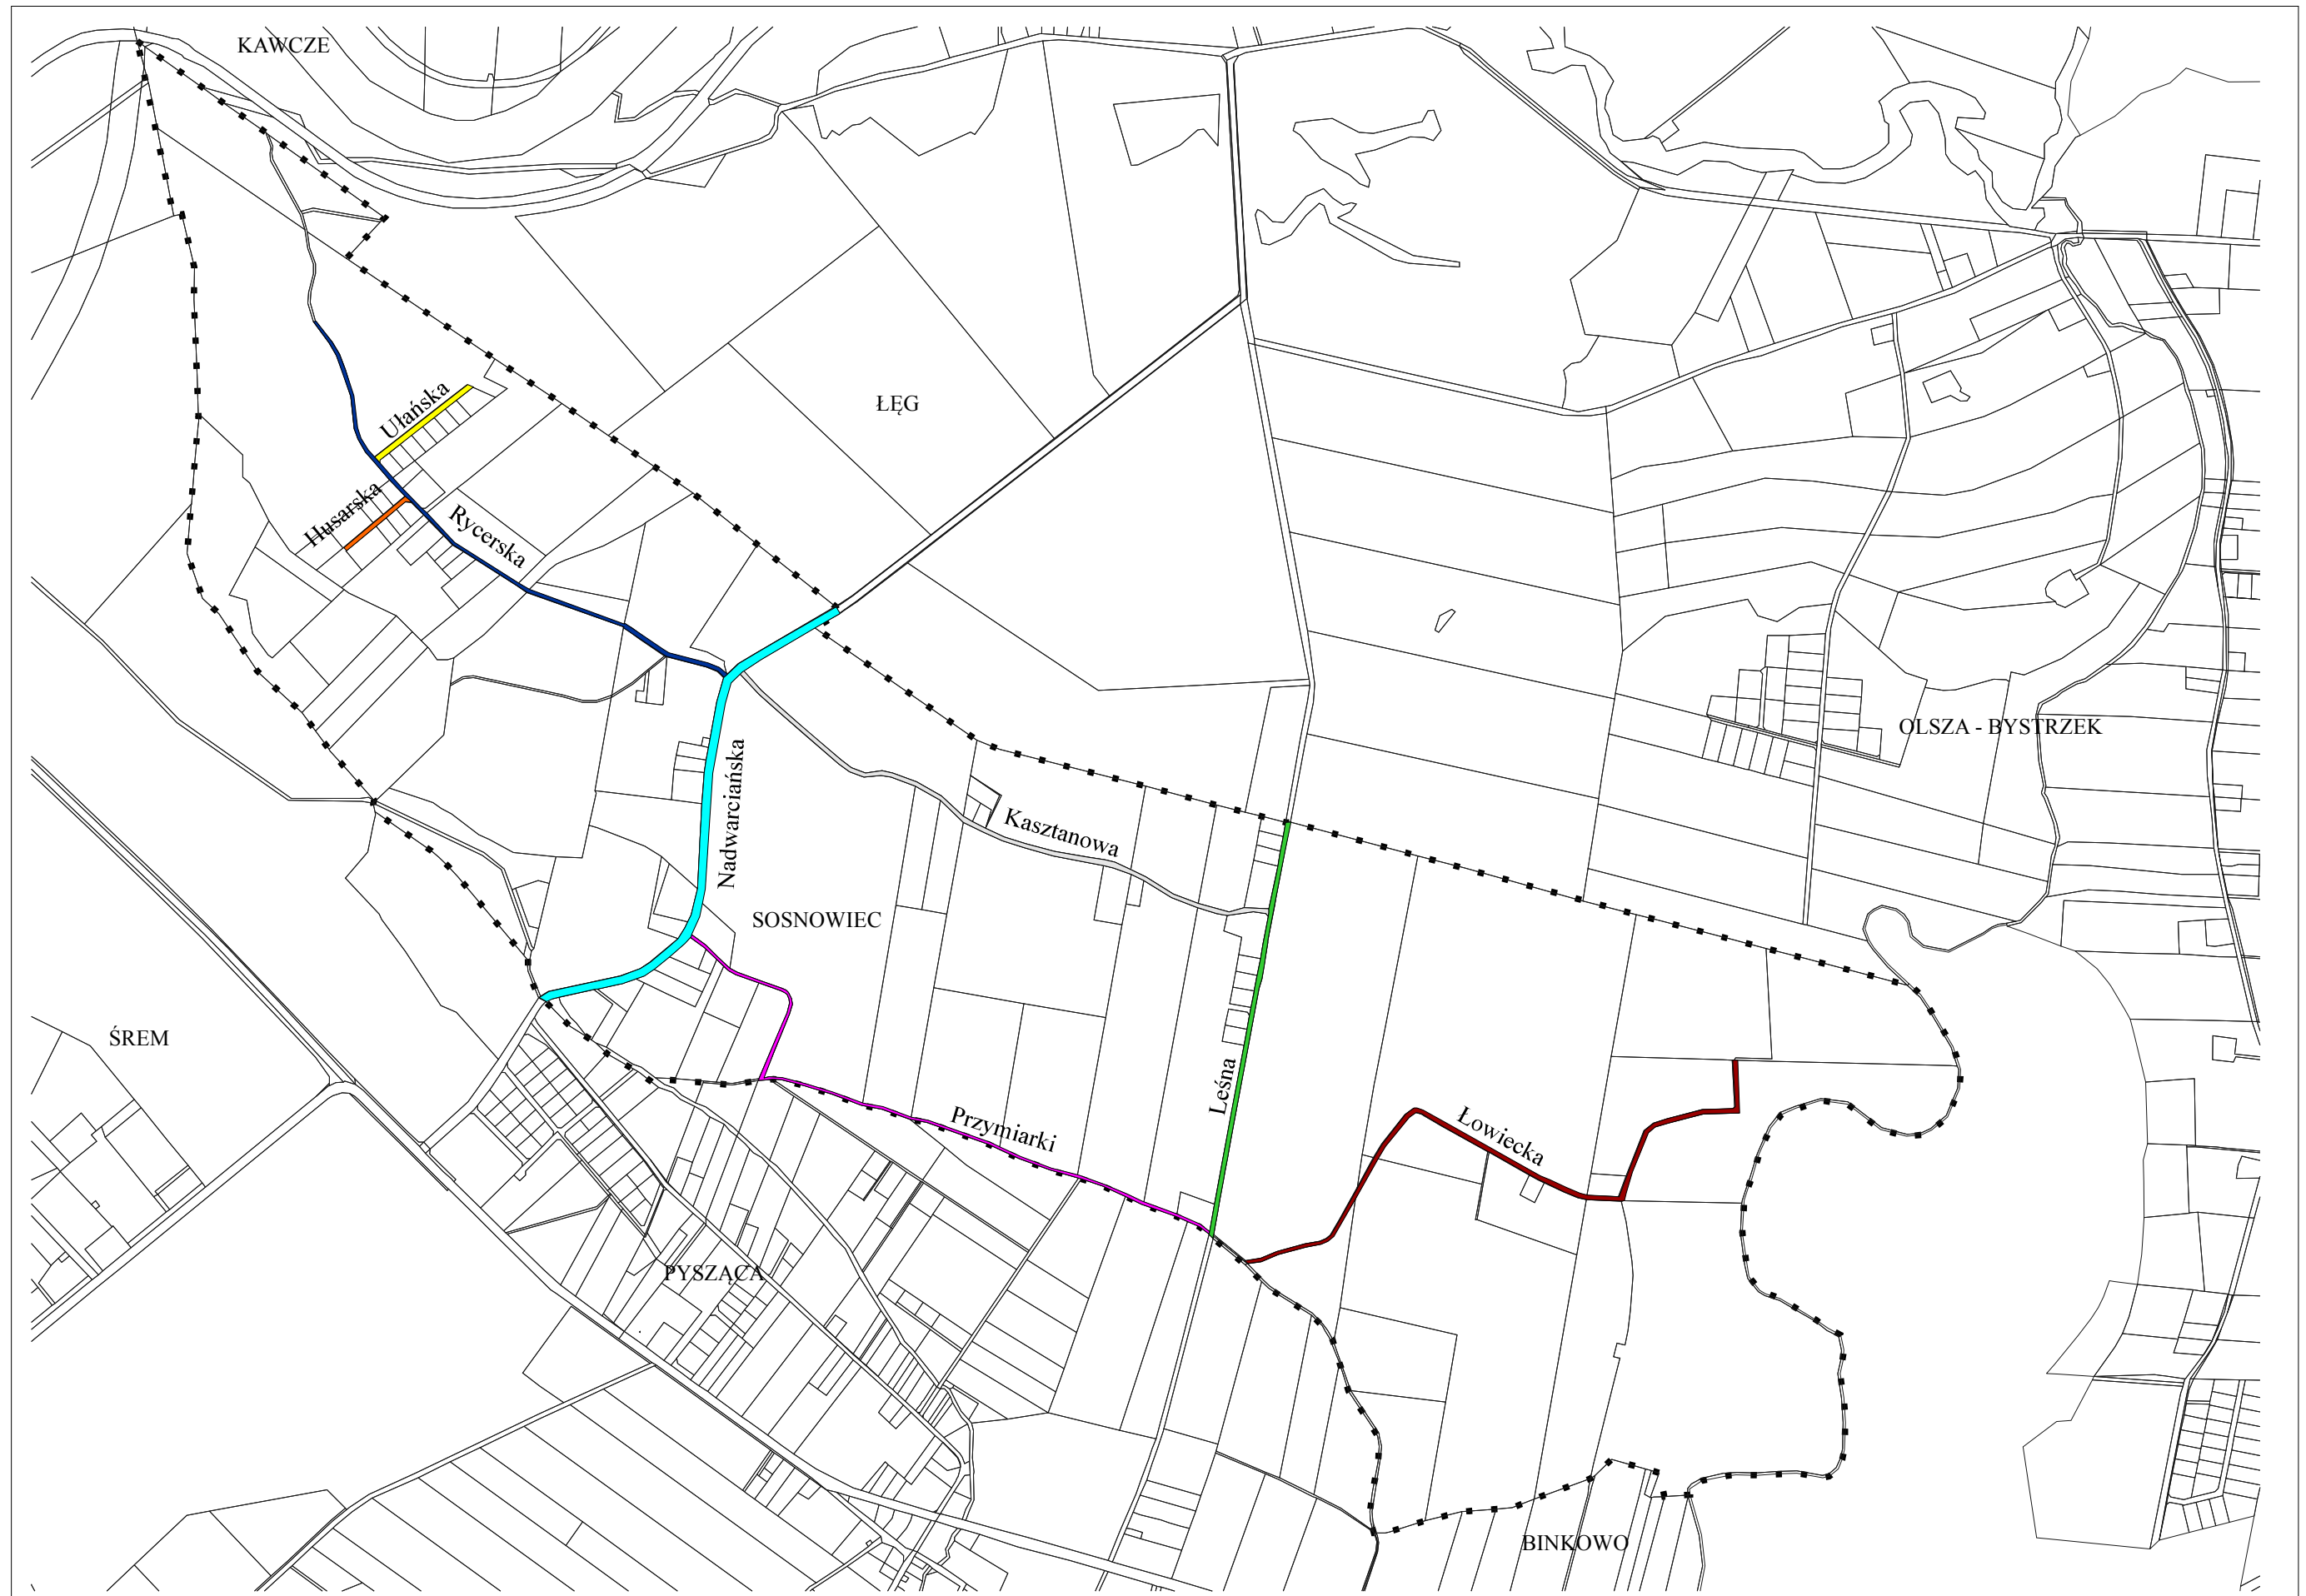 KAWCZE
Ułańska
ŁĘG
Husarska
Rycerska
OLSZA - BYSTRZEK
Nadwarciańska
Kasztanowa
SOSNOWIEC
ŚREM
Leśna
Przymiarki
Łowiecka
PYSZĄCA
BINKOWO